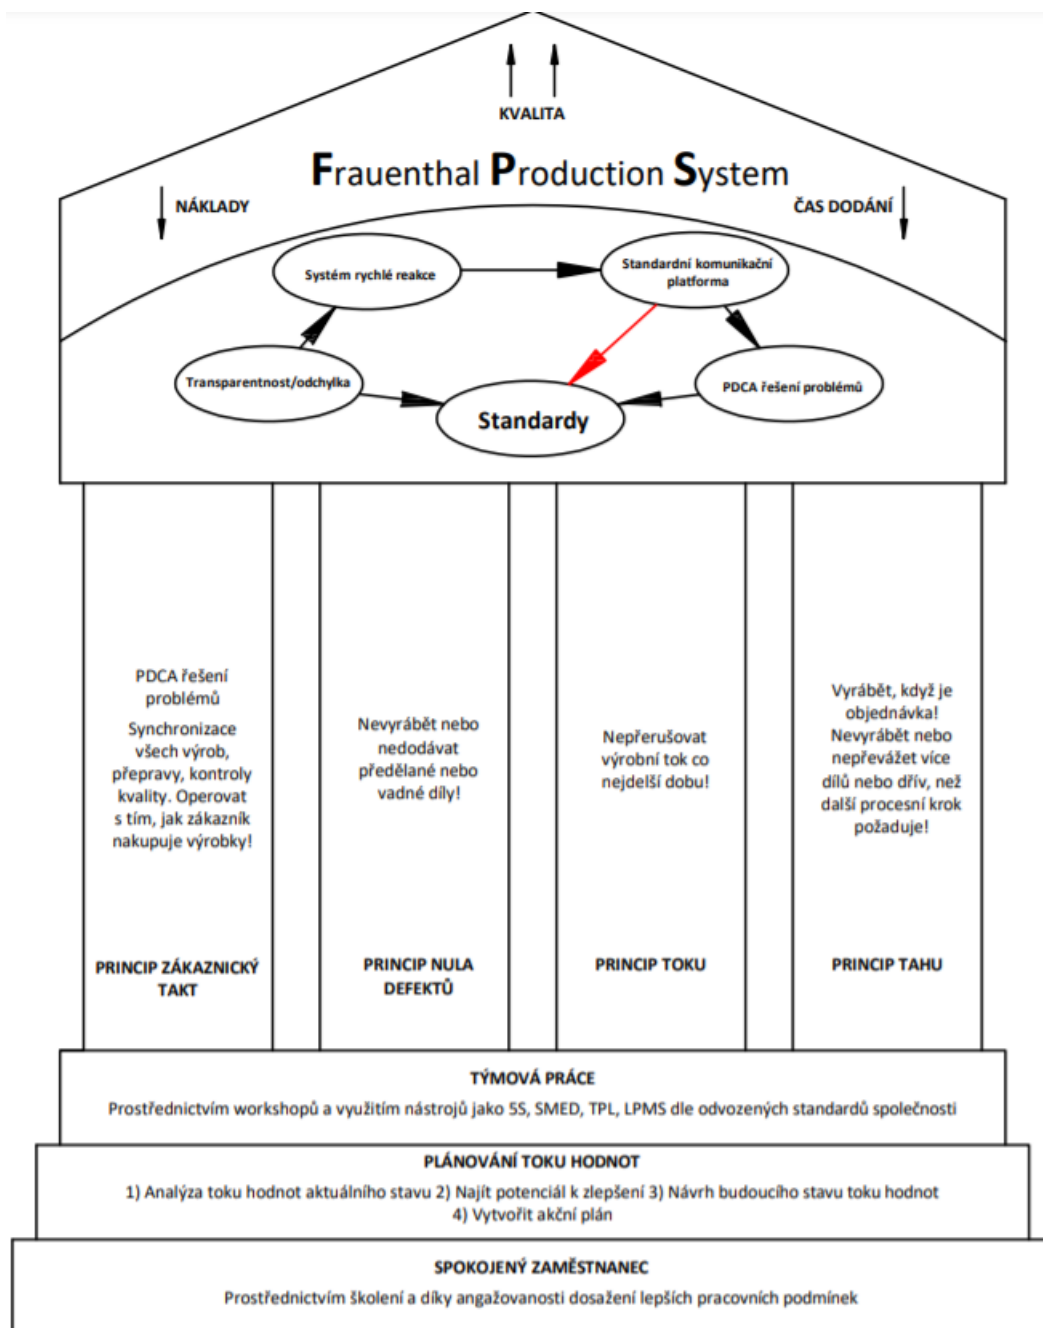 KVALITA
Frauenthal Production System
NÁKLADY
ČAS DODÁNÍ
Systém rychlé reakce
Standardní komunikační
platforma
Transparentnost/odchylka
PDCA řešení problémů
Standardy
PDCA řešení
problémů
Synchronizace
všech výrob,
přepravy, kontroly
kvality. Operovat
s tím, jak zákazník
nakupuje výrobky!
PRINCIP ZÁKAZNICKÝ
TAKT
Nevyrábět nebo
nedodávat
předělané nebo
vadné díly!
PRINCIP NULA
DEFEKTŮ
Nepřerušovat
výrobní tok co
nejdelší dobu!
PRINCIP TOKU
Vyrábět, když je
objednávka!
Nevyrábět nebo
nepřevážet více
dílů nebo dřív, než
další procesní krok
požaduje!
PRINCIP TAHU
TÝMOVÁ PRÁCE
Prostřednictvím workshopů a využitím nástrojů jako 5S, SMED, TPL, LPMS dle odvozených standardů společnosti
PLÁNOVÁNÍ TOKU HODNOT
1) Analýza toku hodnot aktuálního stavu 2) Najít potenciál k zlepšení 3) Návrh budoucího stavu toku hodnot
4) Vytvořit akční plán
SPOKOJENÝ ZAMĚSTNANEC
Prostřednictvím školení a díky angažovanosti dosažení lepších pracovních podmínek